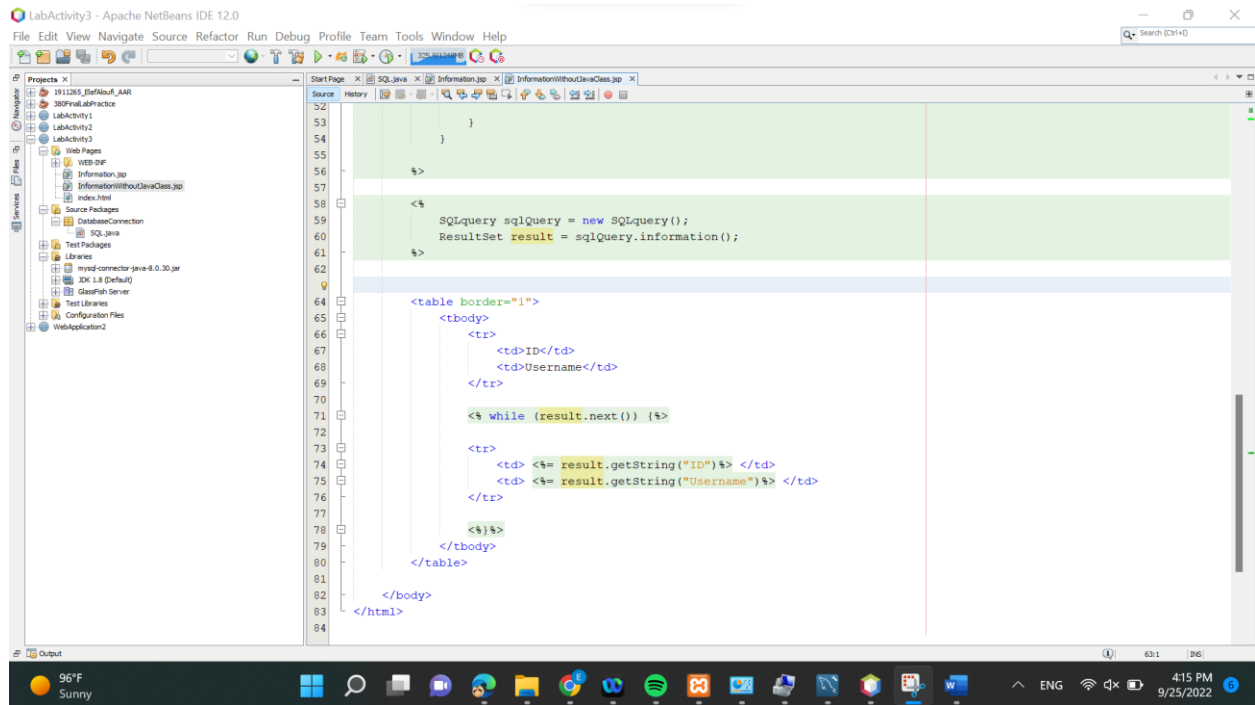 LabActivity3 - Apache NetBeans IDE 12.0
File Edit View Navigate Source Refactor Run Debug Profile Team Tools Window Help
Search (Ctrl+I)
Projects
Start Page
SQL.java
Information.jsp
InformationWithoutJavaClass.jsp
Source History
Navigator
Files
Services
1911265_ElafAloufi_AAR
380FinalLabPractice
LabActivity1
LabActivity2
LabActivity3
Web Pages
WEB-INF
Information.jsp
InformationWithoutJavaClass.jsp
index.html
Source Packages
DatabaseConnection
SQL.java
Test Packages
Libraries
mysql-connector-java-8.0.30.jar
JDK 1.8 (Default)
GlassFish Server
Test Libraries
Configuration Files
WebApplication2
52
53 }
54 }
55
56 %>
57
58 <%
59 SQLquery sqlQuery = new SQLquery();
60 ResultSet result = sqlQuery.information();
61 %>
62
64 <table border="1">
65 <tbody>
66 <tr>
67 <td>ID</td>
68 <td>Username</td>
69 </tr>
70
71 <% while (result.next()) {%>
72
73 <tr>
74 <td> <%= result.getString("ID")%> </td>
75 <td> <%= result.getString("Username")%> </td>
76 </tr>
77
78 <%}%>
79 </tbody>
80 </table>
81
82 </body>
83 </html>
84
Output
63:1 INS
96°F
Sunny
ENG
4:15 PM
9/25/2022
6